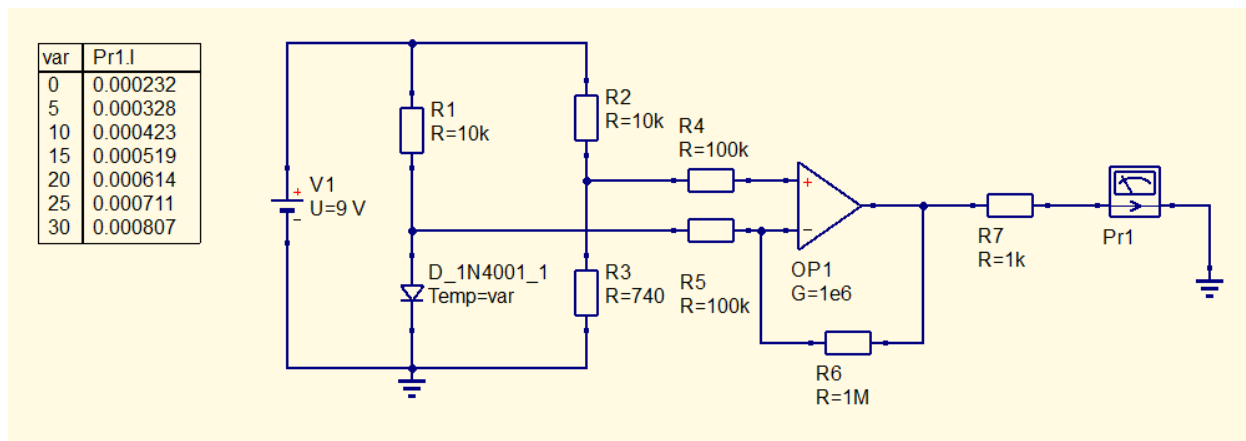 var Pr1.I
0 0.000232
5 0.000328
10 0.000423
15 0.000519
20 0.000614
25 0.000711
30 0.000807
V1
U=9 V
+
−
R1
R=10k
R2
R=10k
D_1N4001_1
Temp=var
R3
R=740
R4
R=100k
R5
R=100k
+
−
OP1
G=1e6
R6
R=1M
R7
R=1k
Pr1